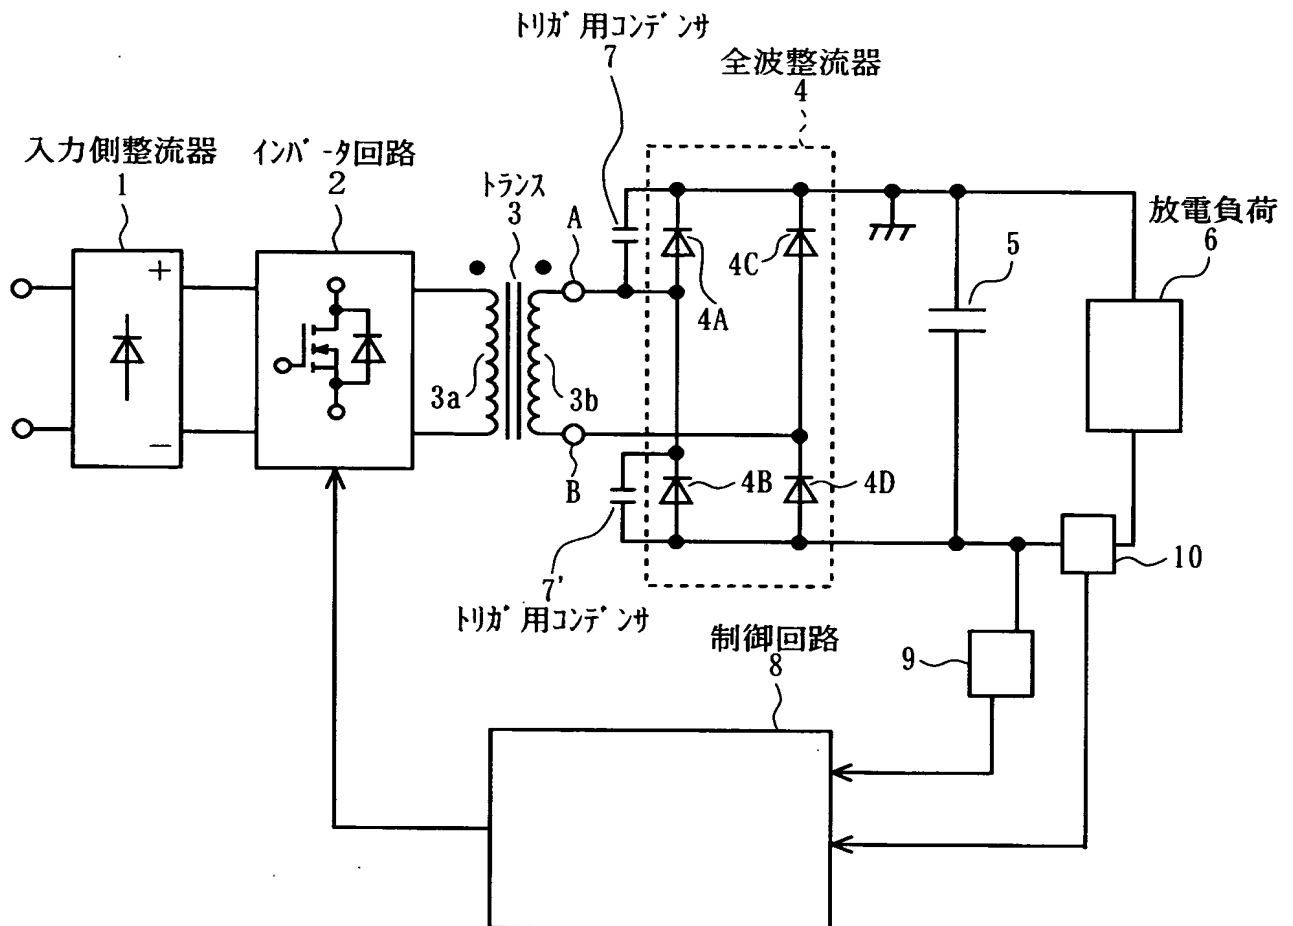 トリガ用コンデンサ
7
全波整流器
4
入力側整流器
1
インバータ回路
2
トランス
3
A
放電負荷
6
4C
5
4A
+
3a
3b
−
B
4B
4D
10
7'
トリガ用コンデンサ
制御回路
8
9